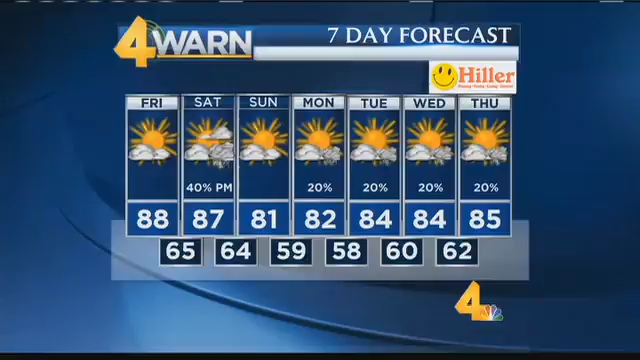 4WARN
7 DAY FORECAST
Hiller
FRI SAT SUN MON TUE WED THU
40% PM 20% 20% 20% 20%
88 87 81 82 84 84 85
65 64 59 58 60 62
4